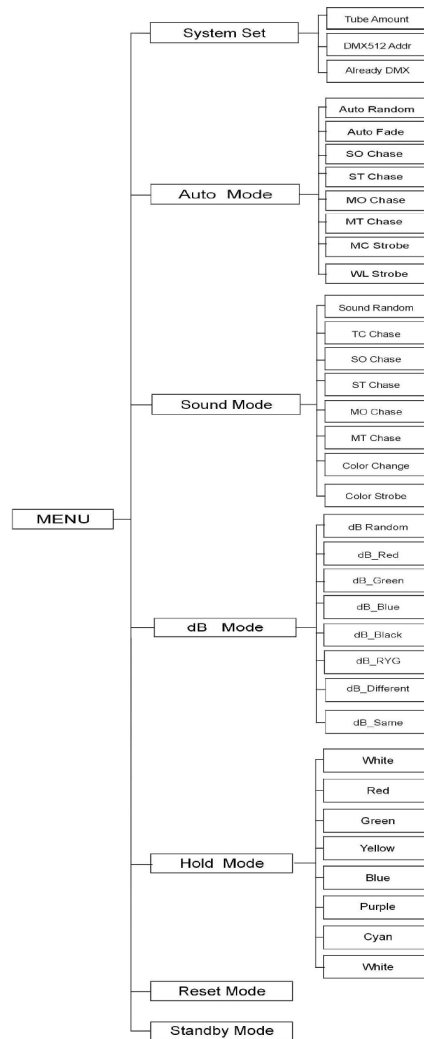 MENU
System Set
Tube Amount
DMX512 Addr
Already DMX
Auto Mode
Auto Random
Auto Fade
SO Chase
ST Chase
MO Chase
MT Chase
MC Strobe
WL Strobe
Sound Mode
Sound Random
TC Chase
SO Chase
ST Chase
MO Chase
MT Chase
Color Change
Color Strobe
dB Mode
dB Random
dB_Red
dB_Green
dB_Blue
dB_Black
dB_RYG
dB_Different
dB_Same
Hold Mode
White
Red
Green
Yellow
Blue
Purple
Cyan
White
Reset Mode
Standby Mode